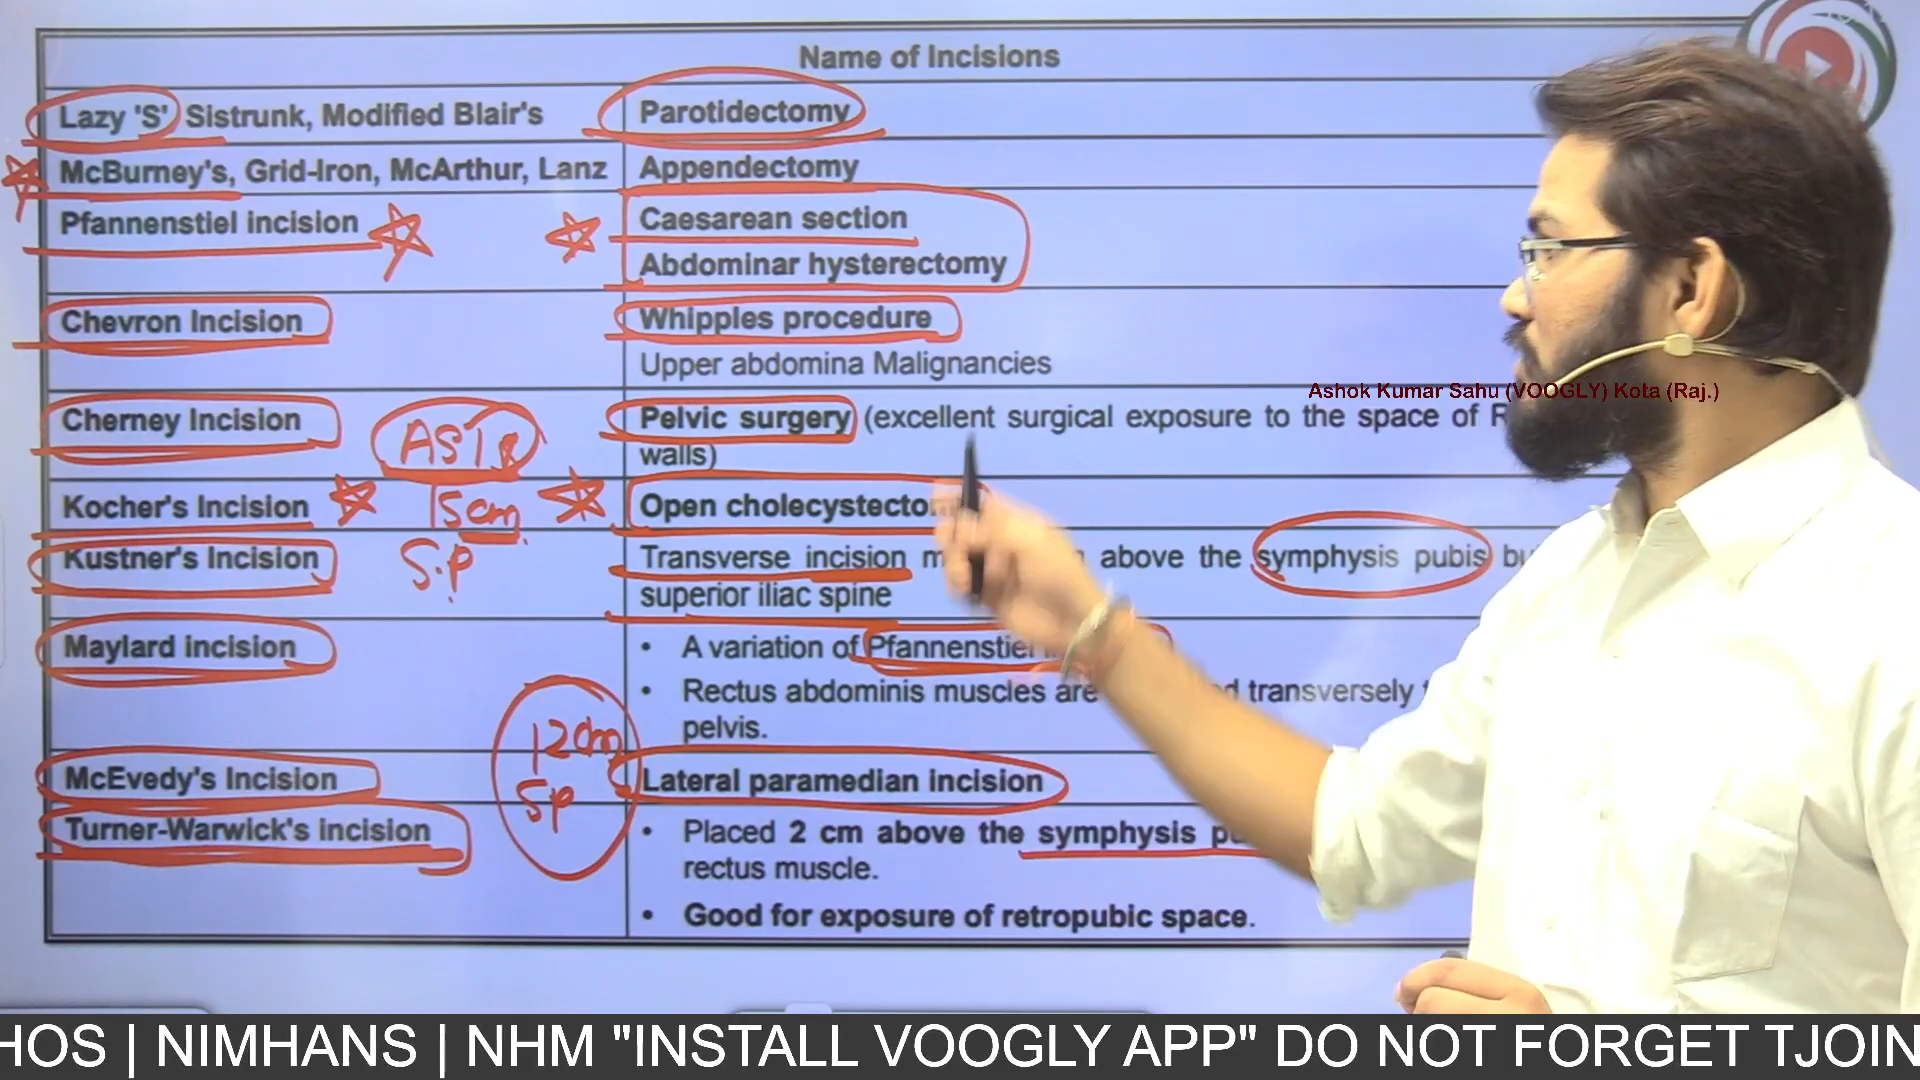 Name of Incisions
Lazy 'S' Sistrunk, Modified Blair's
Parotidectomy
McBurney's, Grid-Iron, McArthur, Lanz
Appendectomy
Pfannenstiel incision
Caesarean section
Abdominar hysterectomy
Chevron Incision
Whipples procedure
Upper abdomina Malignancies
Ashok Kumar Sahu (VOOGLY) Kota (Raj.)
Cherney Incision
Pelvic surgery (excellent surgical exposure to the space of
walls)
Kocher's Incision
15cm
S.P
Open
Kustner's Incision
Transverse incision above the symphysis pubis
superior iliac spine
Maylard incision
• A variation of
• Rectus abdominis muscles are transversely
pelvis.
12cm
SP
McEvedy's Incision
Lateral paramedian incision
Turner-Warwick's incision
• Placed 2 cm above the symphysis
rectus muscle.
• Good for exposure of retropubic space.
HOS | NIMHANS | NHM "INSTALL VOOGLY APP" DO NOT FORGET TJOIN